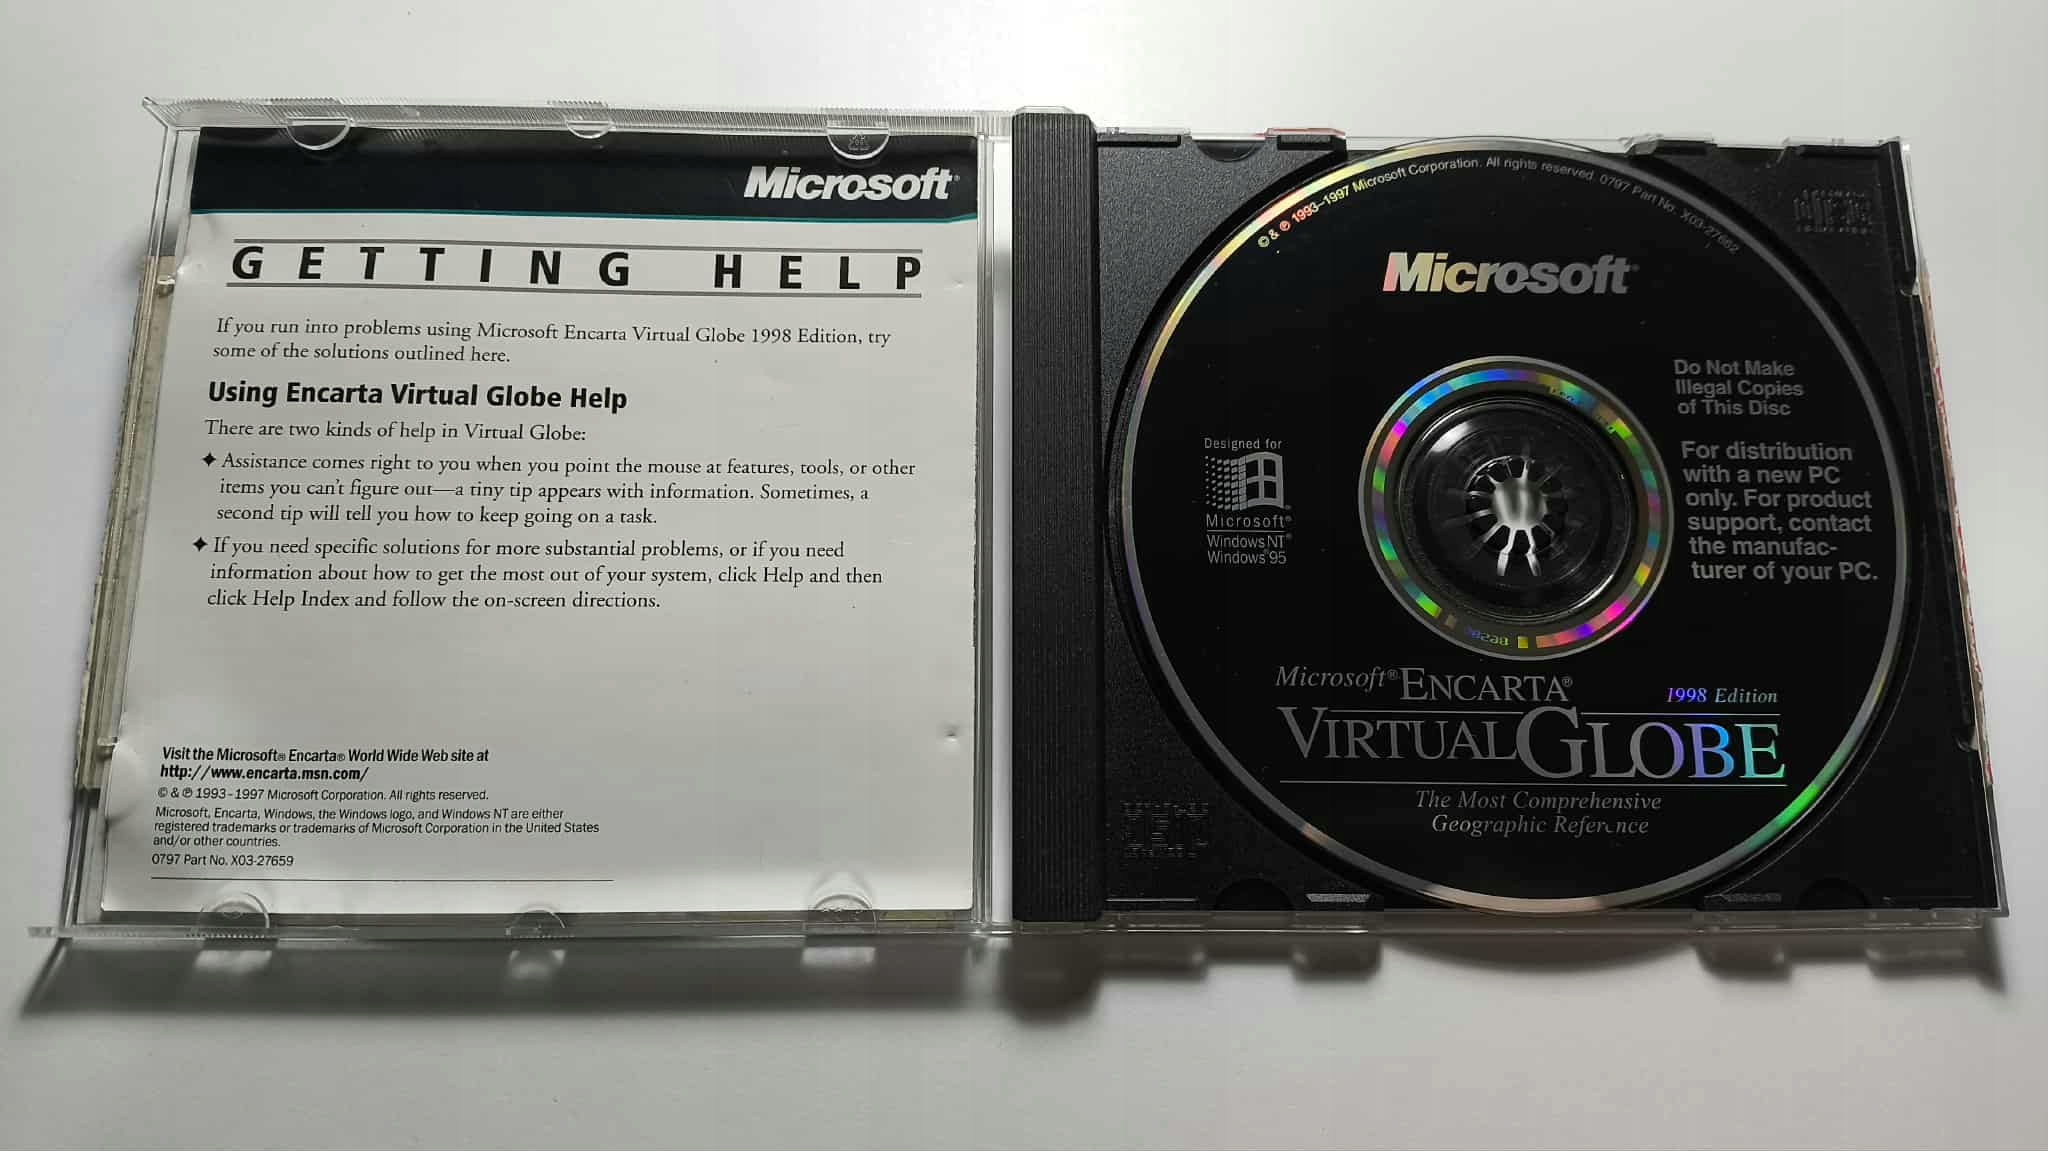 Microsoft®
GETTING HELP
If you run into problems using Microsoft Encarta Virtual Globe 1998 Edition, try
some of the solutions outlined here.
Using Encarta Virtual Globe Help
There are two kinds of help in Virtual Globe:
✦ Assistance comes right to you when you point the mouse at features, tools, or other
items you can't figure out—a tiny tip appears with information. Sometimes, a
second tip will tell you how to keep going on a task.
✦ If you need specific solutions for more substantial problems, or if you need
information about how to get the most out of your system, click Help and then
click Help Index and follow the on-screen directions.
Visit the Microsoft® Encarta® World Wide Web site at
http://www.encarta.msn.com/
© & ℗ 1993-1997 Microsoft Corporation. All rights reserved.
Microsoft, Encarta, Windows, the Windows logo, and Windows NT are either
registered trademarks or trademarks of Microsoft Corporation in the United States
and/or other countries.
0797 Part No. X03-27659
© & ℗ 1993-1997 Microsoft Corporation. All rights reserved. 0797 Part No. X03-27662
Microsoft®
Do Not Make
Illegal Copies
of This Disc
For distribution
with a new PC
only. For product
support, contact
the manufac-
turer of your PC.
Designed for
Microsoft®
Windows NT®
Windows®95
Microsoft® ENCARTA®
1998 Edition
VIRTUAL GLOBE
The Most Comprehensive
Geographic Reference